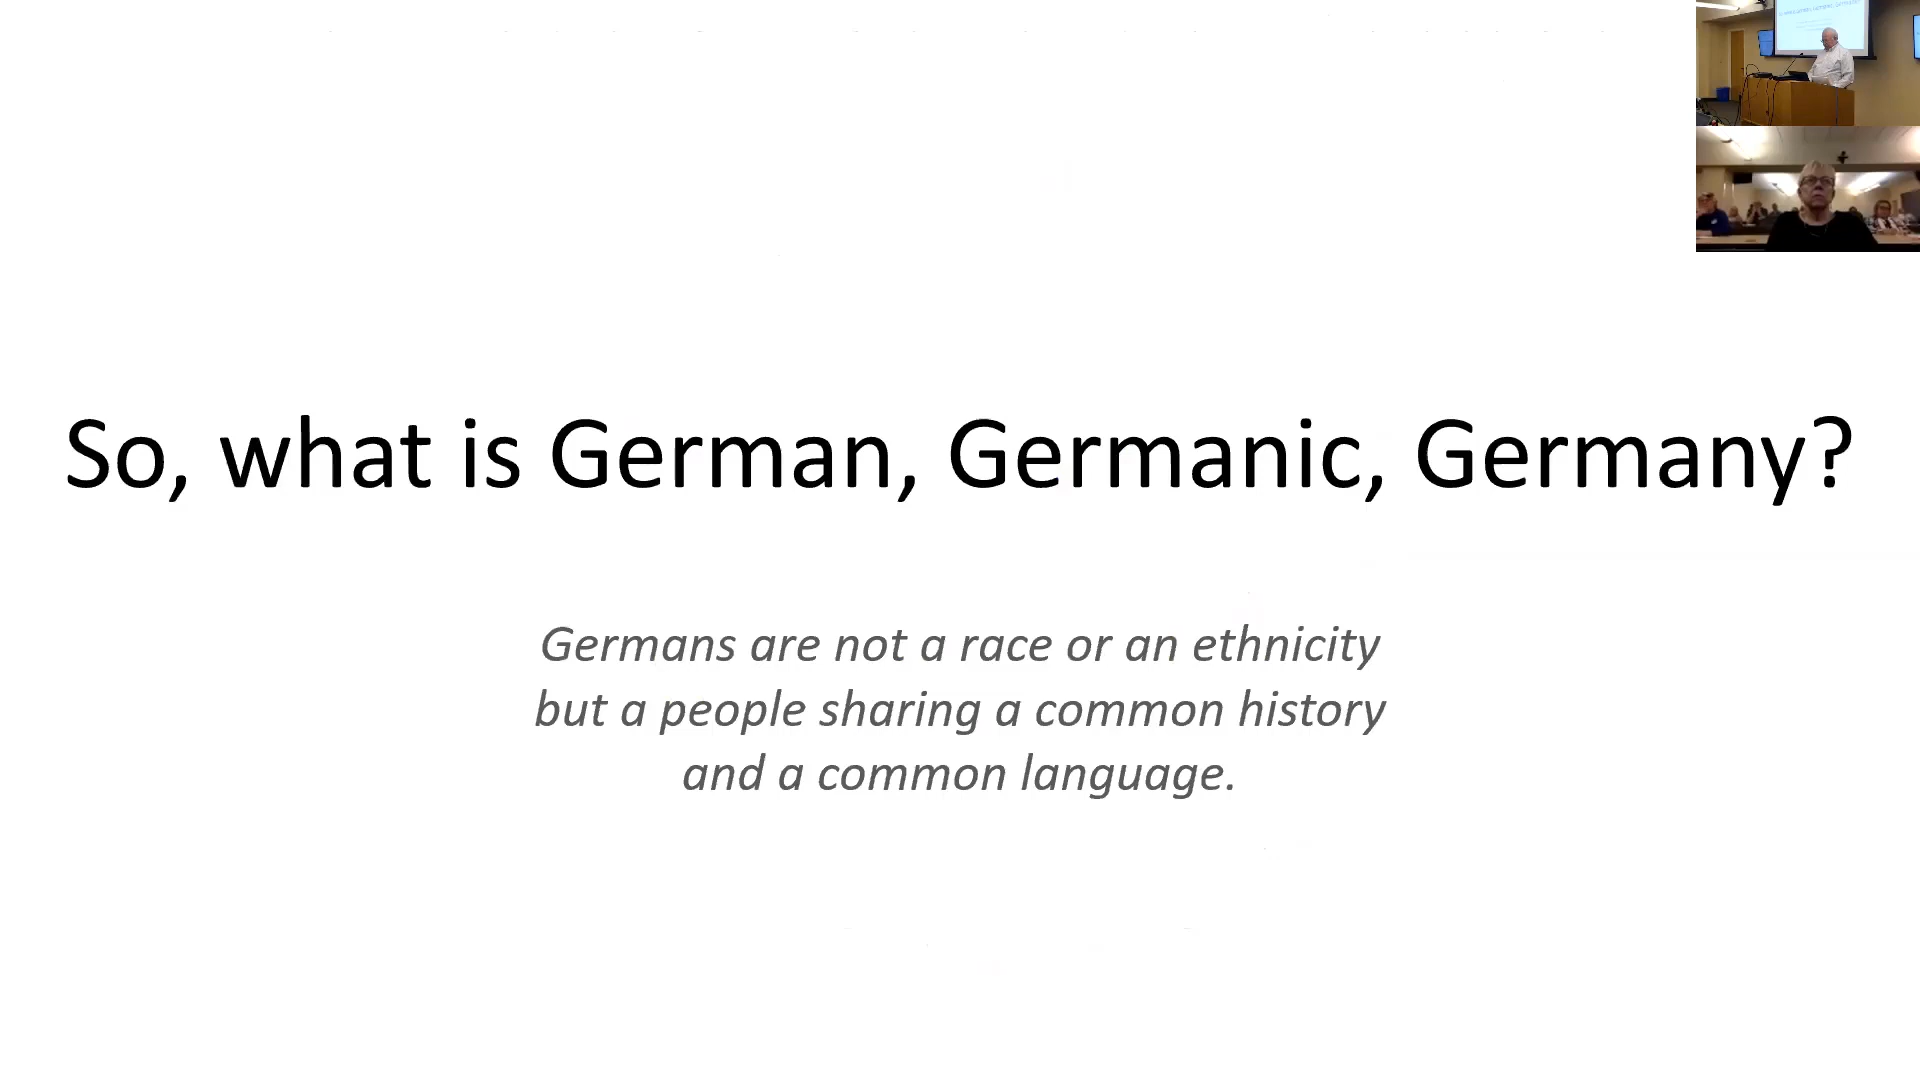 So, what is German, Germanic, Germany?
Germans are not a race or an ethnicity
but a people sharing a common history
and a common language.